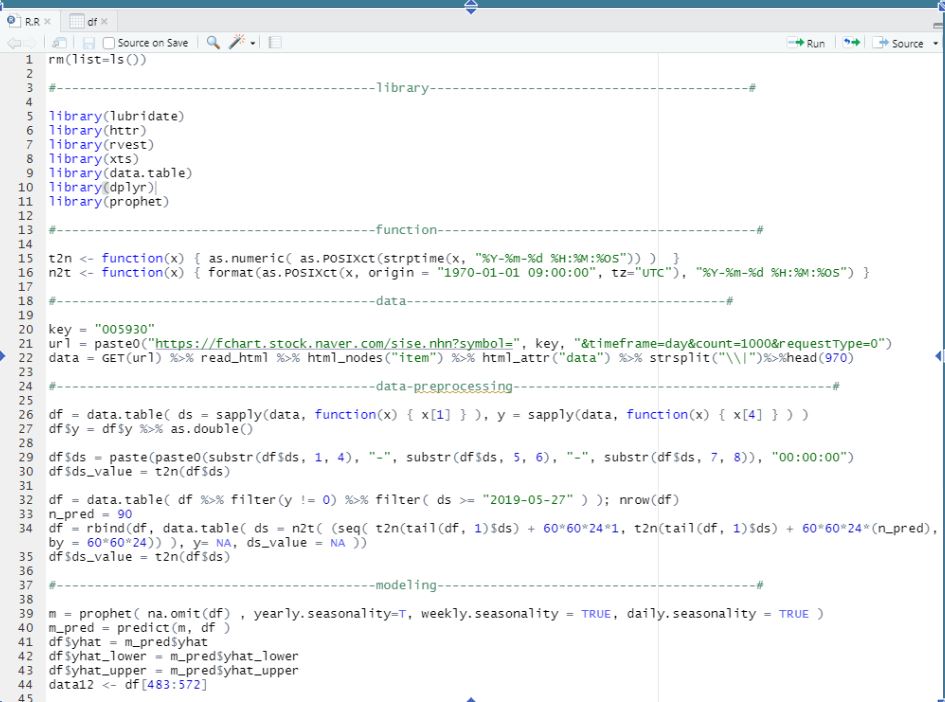 R.R × df ×
Source on Save Run Source
1 rm(list=ls())
2
3 #----------------------------------------library----------------------------------------#
4
5 library(lubridate)
6 library(httr)
7 library(rvest)
8 library(xts)
9 library(data.table)
10 library(dplyr)
11 library(prophet)
12
13 #----------------------------------------function----------------------------------------#
14
15 t2n <- function(x) { as.numeric( as.POSIXct(strptime(x, "%Y-%m-%d %H:%M:%OS")) ) }
16 n2t <- function(x) { format(as.POSIXct(x, origin = "1970-01-01 09:00:00", tz="UTC"), "%Y-%m-%d %H:%M:%OS") }
17
18 #----------------------------------------data----------------------------------------#
19
20 key = "005930"
21 url = paste0("https://fchart.stock.naver.com/sise.nhn?symbol=", key, "&timeframe=day&count=1000&requestType=0")
22 data = GET(url) %>% read_html %>% html_nodes("item") %>% html_attr("data") %>% strsplit("\\|")%>%head(970)
23
24 #----------------------------------------data-preprocessing----------------------------------------#
25
26 df = data.table( ds = sapply(data, function(x) { x[1] } ), y = sapply(data, function(x) { x[4] } ) )
27 df$y = df$y %>% as.double()
28
29 df$ds = paste(paste0(substr(df$ds, 1, 4), "-", substr(df$ds, 5, 6), "-", substr(df$ds, 7, 8)), "00:00:00")
30 df$ds_value = t2n(df$ds)
31
32 df = data.table( df %>% filter(y != 0) %>% filter( ds >= "2019-05-27" ) ); nrow(df)
33 n_pred = 90
34 df = rbind(df, data.table( ds = n2t( (seq( t2n(tail(df, 1)$ds) + 60*60*24*1, t2n(tail(df, 1)$ds) + 60*60*24*(n_pred),
by = 60*60*24)) ), y= NA, ds_value = NA ))
35 df$ds_value = t2n(df$ds)
36
37 #----------------------------------------modeling----------------------------------------#
38
39 m = prophet( na.omit(df) , yearly.seasonality=T, weekly.seasonality = TRUE, daily.seasonality = TRUE )
40 m_pred = predict(m, df )
41 df$yhat = m_pred$yhat
42 df$yhat_lower = m_pred$yhat_lower
43 df$yhat_upper = m_pred$yhat_upper
44 data12 <- df[483:572]
45